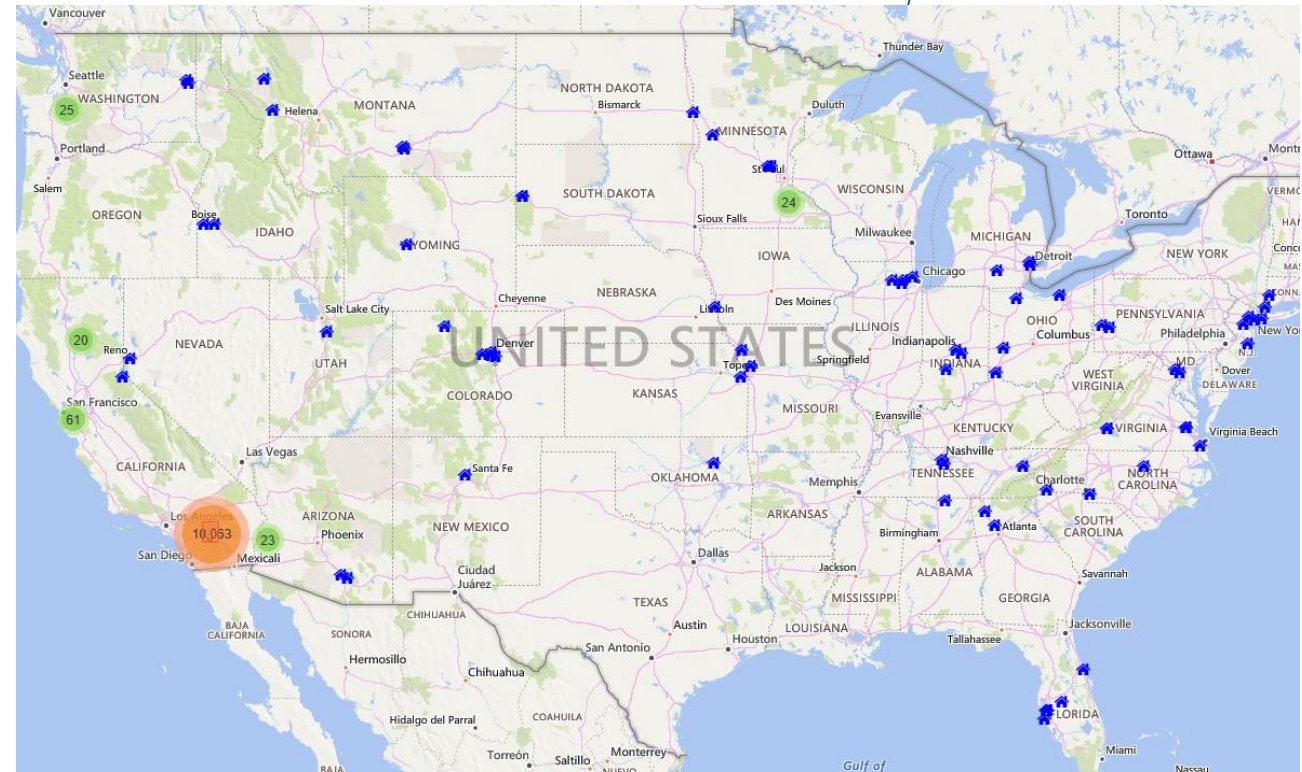 Vancouver
Thunder Bay
Seattle
WASHINGTON
25
Helena
MONTANA
NORTH DAKOTA
Bismarck
Duluth
MINNESOTA
Portland
Ottawa
Salem
OREGON
Boise
IDAHO
SOUTH DAKOTA
Sioux Falls
24
WISCONSIN
Milwaukee
MICHIGAN
Toronto
Detroit
NEW YORK
IOWA
Chicago
NEBRASKA
Cheyenne
Salt Lake City
Des Moines
20
Reno
NEVADA
UTAH
UNITED STATES
Denver
COLORADO
ILLINOIS
Springfield
Indianapolis
INDIANA
OHIO
Columbus
PENNSYLVANIA
Philadelphia
N.J.
MD
Dover
DELAWARE
WEST
VIRGINIA
San Francisco
61
KANSAS
MISSOURI
Evansville
KENTUCKY
VIRGINIA
Virginia Beach
Las Vegas
CALIFORNIA
Santa Fe
OKLAHOMA
Nashville
TENNESSEE
Memphis
NORTH
CAROLINA
Charlotte
Los Angeles
10,063
ARIZONA
Phoenix
NEW MEXICO
ARKANSAS
SOUTH
CAROLINA
Birmingham
Atlanta
23
San Diego
Mexicali
Dallas
Ciudad
Juárez
Jackson
ALABAMA
MISSISSIPPI
GEORGIA
Savannah
TEXAS
CHIHUAHUA
BAJA
CALIFORNIA
SONORA
Austin
LOUISIANA
Houston
Tallahassee
Jacksonville
San Antonio
Hermosillo
Chihuahua
Hidalgo del Parral
COAHUILA
FLORIDA
Torreón
Saltillo
Monterrey
Gulf of
Miami
Nassau